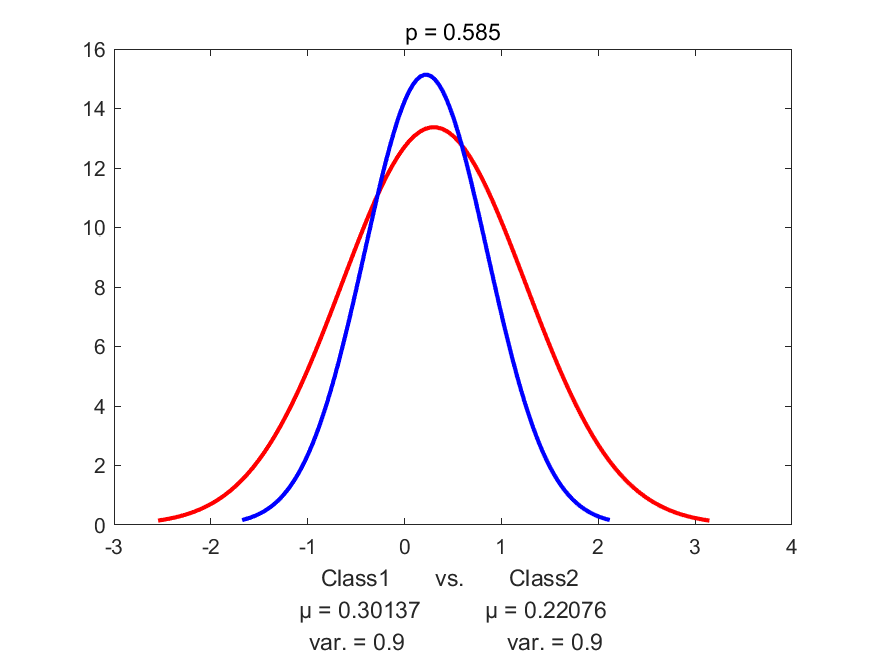 p = 0.585
16
14
12
10
8
6
4
2
0
-3 -2 -1 0 1 2 3 4
Class1 vs. Class2
μ = 0.30137 μ = 0.22076
var. = 0.9 var. = 0.9